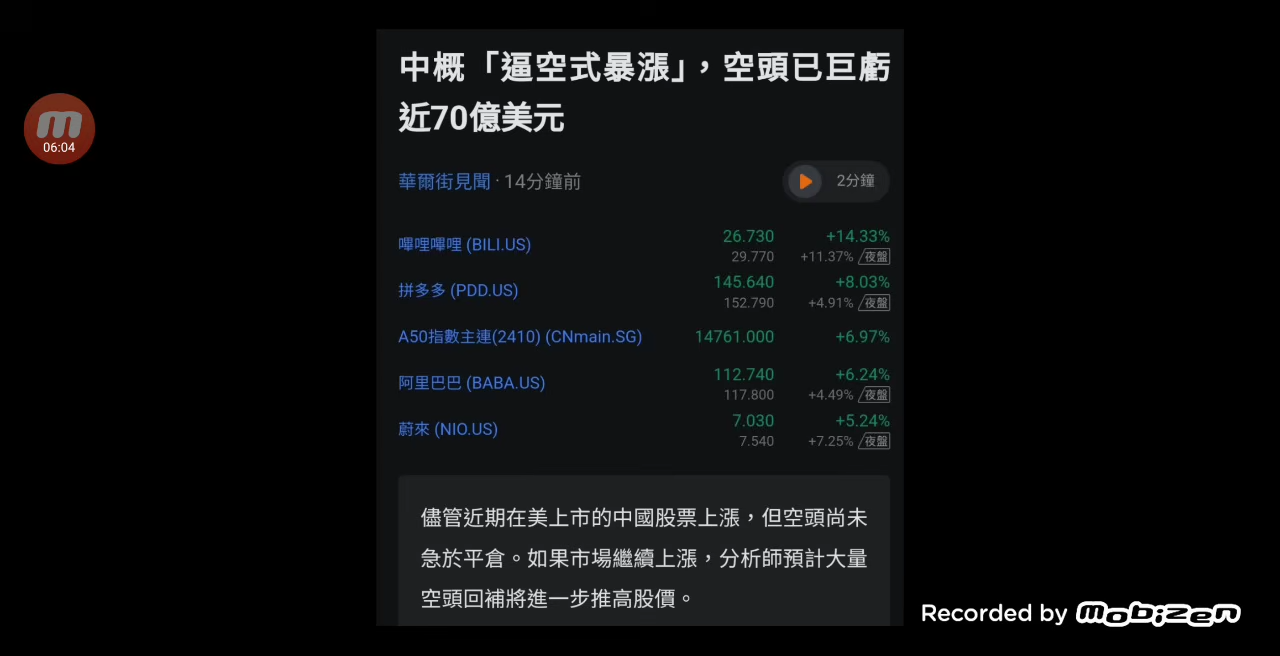 中概「逼空式暴漲」，空頭已巨虧
近70億美元
06:04
華爾街見聞 · 14分鐘前
2分鐘
嗶哩嗶哩 (BILI.US) 26.730 +14.33%
29.770 +11.37% 夜盤
拼多多 (PDD.US) 145.640 +8.03%
152.790 +4.91% 夜盤
A50指數主連(2410) (CNmain.SG) 14761.000 +6.97%
阿里巴巴 (BABA.US) 112.740 +6.24%
117.800 +4.49% 夜盤
蔚來 (NIO.US) 7.030 +5.24%
7.540 +7.25% 夜盤
儘管近期在美上市的中國股票上漲，但空頭尚未
急於平倉。如果市場繼續上漲，分析師預計大量
空頭回補將進一步推高股價。
Recorded by mobizen